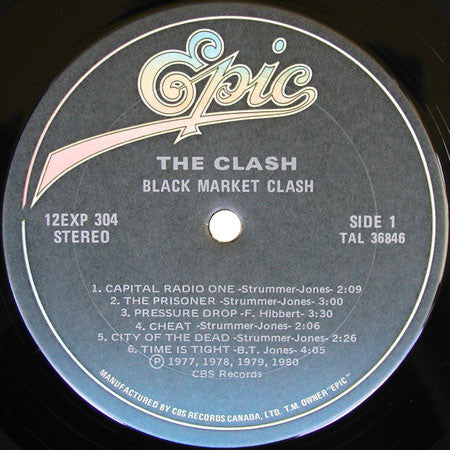 Epic
THE CLASH
BLACK MARKET CLASH
12EXP 304
STEREO
SIDE 1
TAL 36846
1. CAPITAL RADIO ONE -Strummer-Jones- 2:09
2. THE PRISONER -Strummer-Jones- 3:00
3. PRESSURE DROP -F. Hibbert- 3:30
4. CHEAT -Strummer-Jones- 2:06
5. CITY OF THE DEAD -Strummer-Jones- 2:26
6. TIME IS TIGHT -B.T. Jones- 4:05
Ⓟ 1977, 1978, 1979, 1980
CBS Records
MANUFACTURED BY CBS RECORDS CANADA, LTD. T.M. OWNER "EPIC"